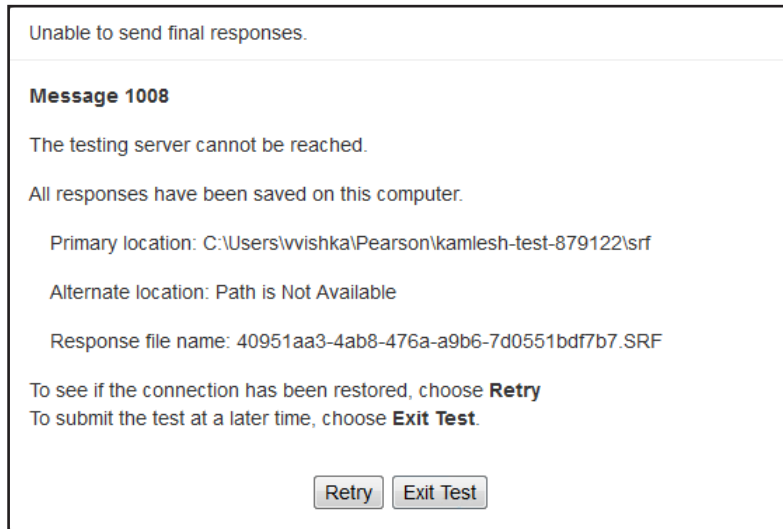 Unable to send final responses.
Message 1008
The testing server cannot be reached.
All responses have been saved on this computer.
Primary location: C:\Users\vvishka\Pearson\kamlesh-test-879122\srf
Alternate location: Path is Not Available
Response file name: 40951aa3-4ab8-476a-a9b6-7d0551bdf7b7.SRF
To see if the connection has been restored, choose Retry
To submit the test at a later time, choose Exit Test.
Retry Exit Test